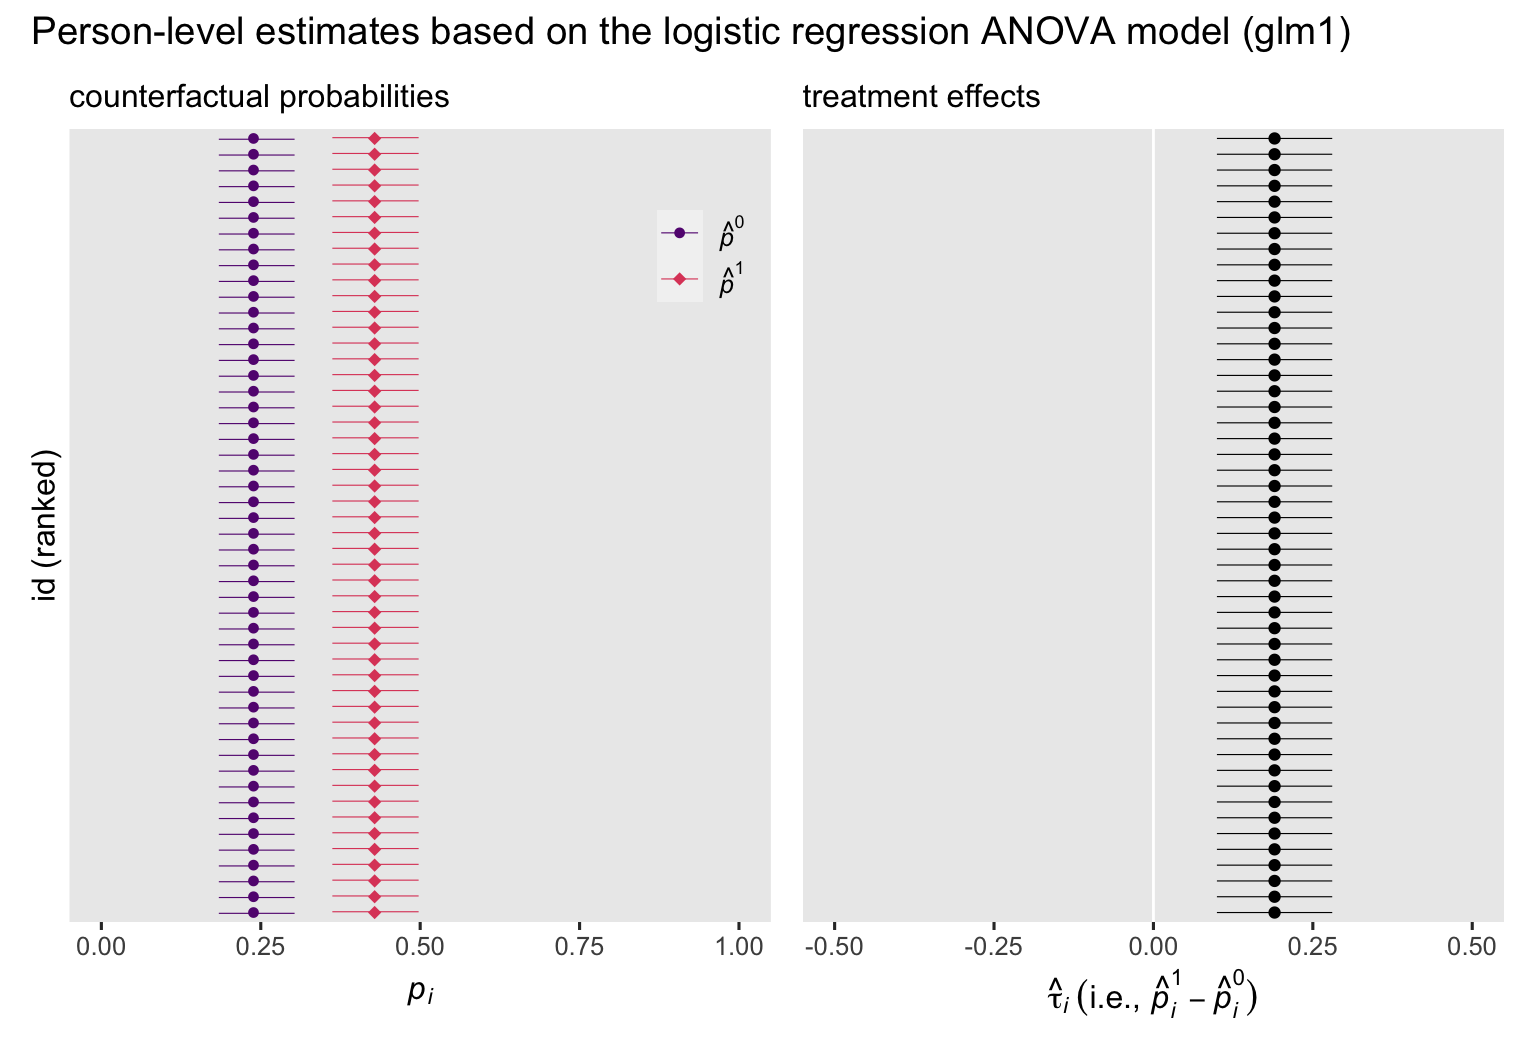 Person-level estimates based on the logistic regression ANOVA model (glm1)
counterfactual probabilities
treatment effects
p̂⁰
p̂¹
id (ranked)
0.00 0.25 0.50 0.75 1.00
-0.50 -0.25 0.00 0.25 0.50
pᵢ
τ̂ᵢ (i.e., p̂ᵢ¹ – p̂ᵢ⁰)